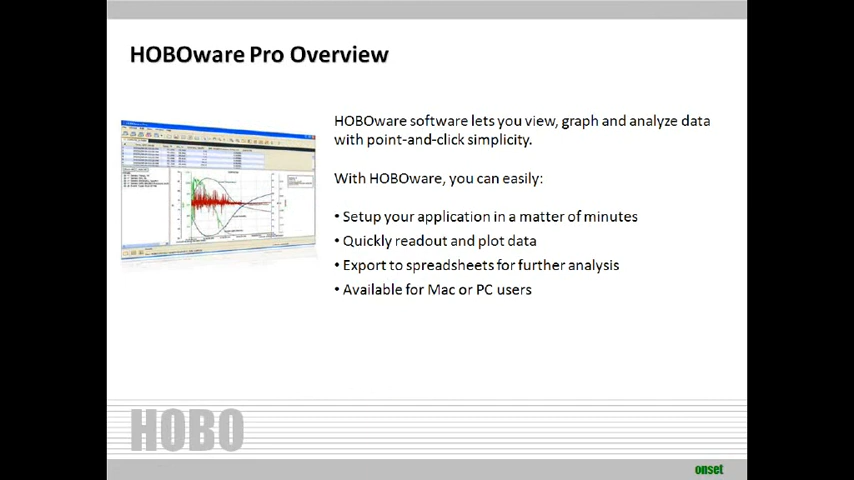 HOBOware Pro Overview
HOBOware software lets you view, graph and analyze data
with point-and-click simplicity.
With HOBOware, you can easily:
• Setup your application in a matter of minutes
• Quickly readout and plot data
• Export to spreadsheets for further analysis
• Available for Mac or PC users
HOBO
onset